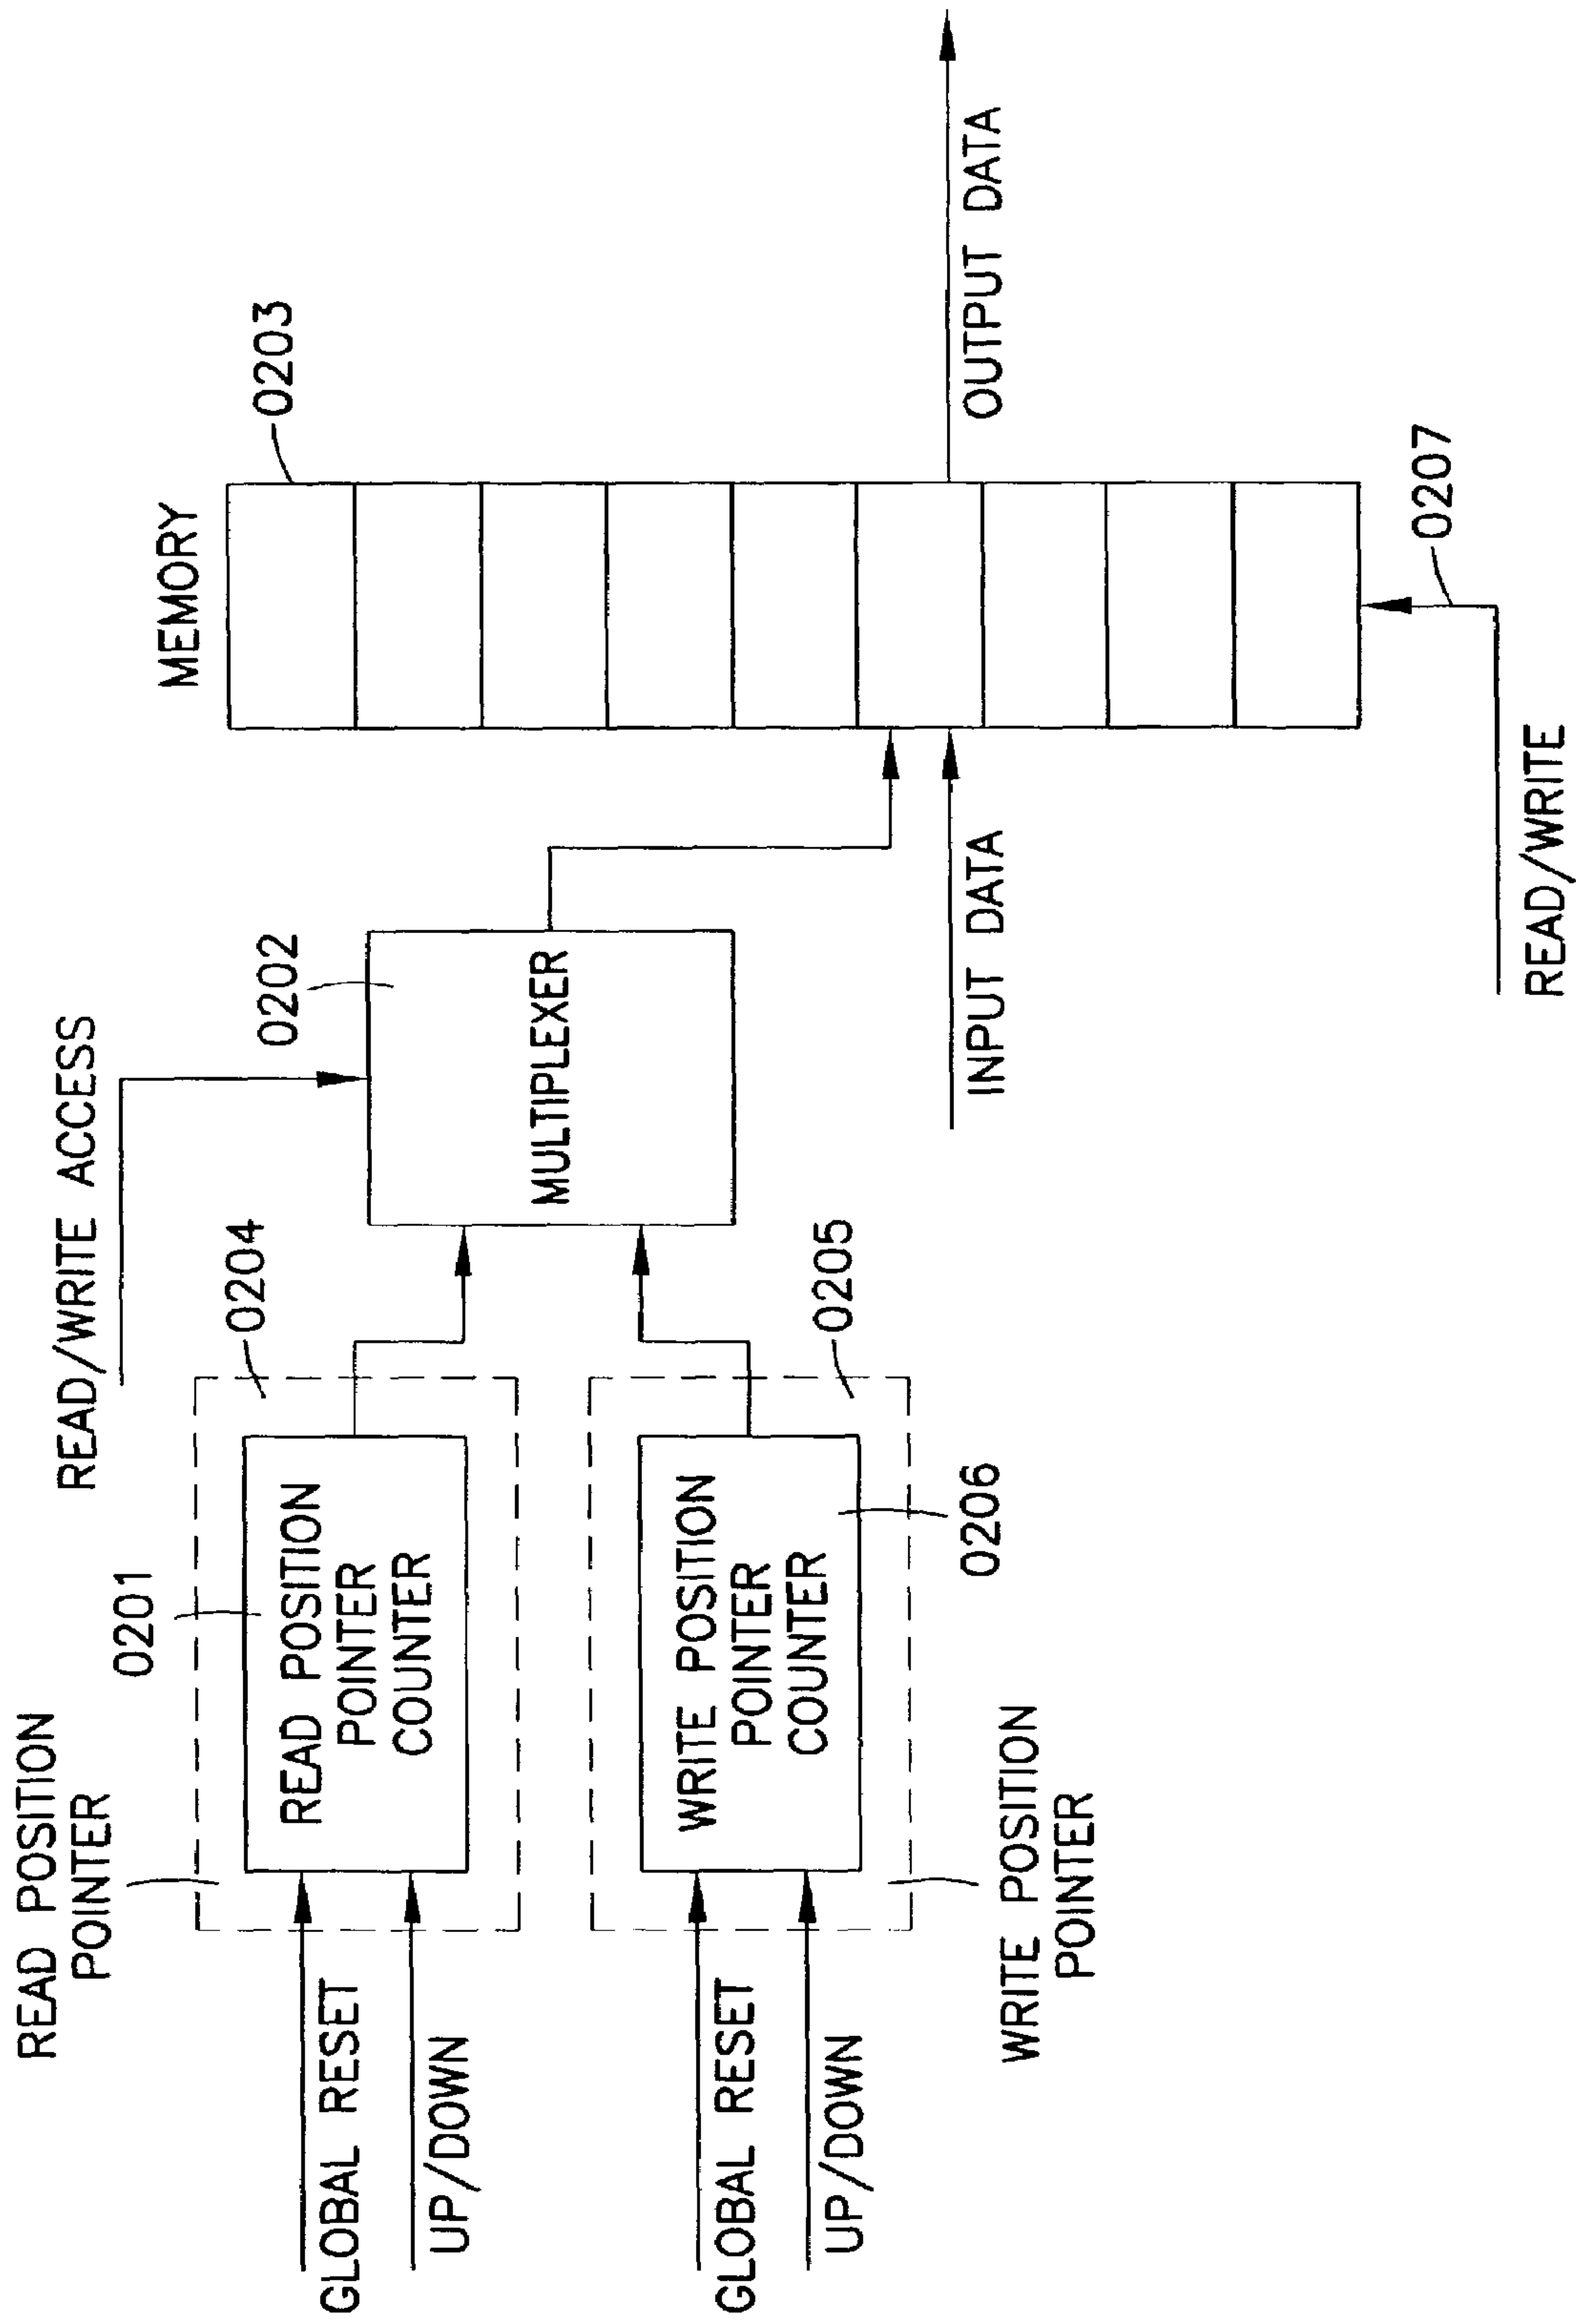 READ POSITION
POINTER
0201
READ/WRITE ACCESS
0204
0202
MEMORY
0203
GLOBAL RESET
UP/DOWN
READ POSITION
POINTER
COUNTER
MULTIPLEXER
GLOBAL RESET
UP/DOWN
WRITE POSITION
POINTER
COUNTER
0205
0206
WRITE POSITION
POINTER
INPUT DATA
OUTPUT DATA
0207
READ/WRITE